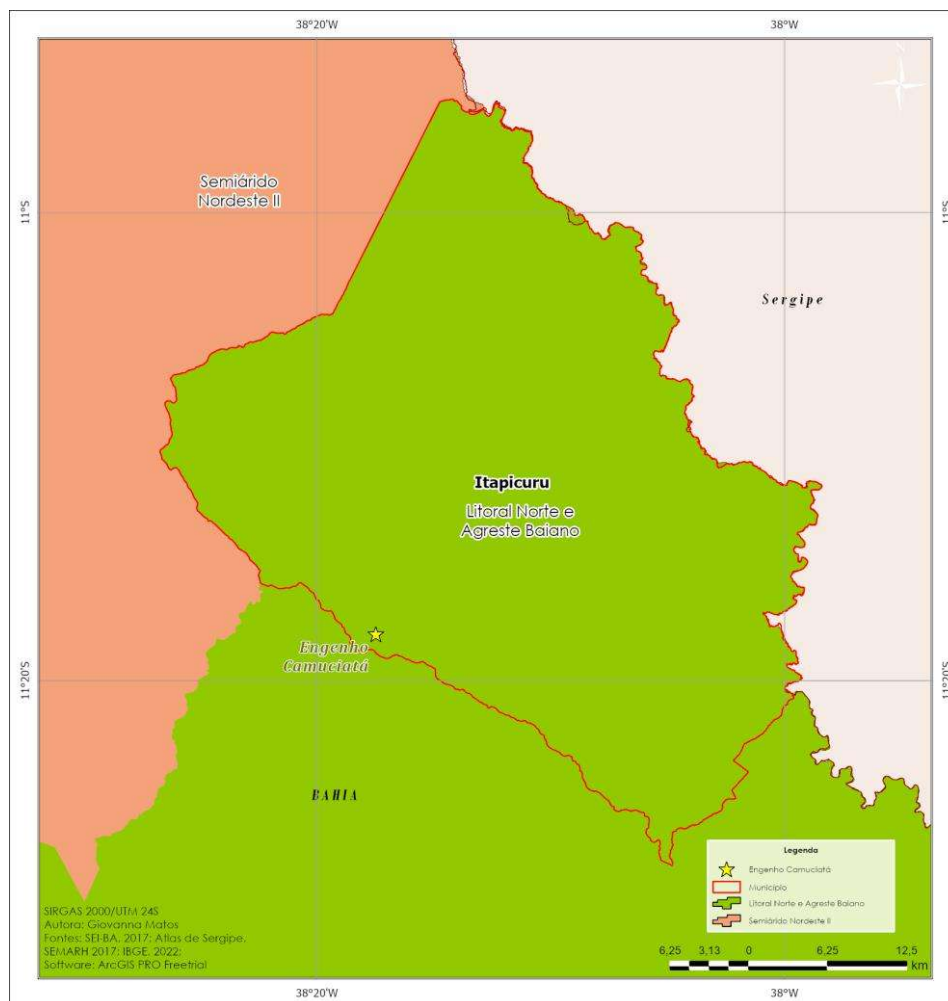 38°20'W
38°W
N
Semiárido
Nordeste II
11°S
11°S
Sergipe
Itapicuru
Litoral Norte e
Agreste Baiano
Engenho
Camuciatá
11°20'S
11°20'S
BAHIA
Legenda
Engenho Camuciatá
Município
Litoral Norte e Agreste Baiano
Semiárido Nordeste II
SIRGAS 2000/UTM 24S
Autora: Giovanna Matos
Fontes: SEI-BA, 2017; Atlas de Sergipe,
SEMARH 2017; IBGE, 2022;
Software: ArcGIS PRO Freetrial
6,25 3,13 0 6,25 12,5
km
38°20'W
38°W